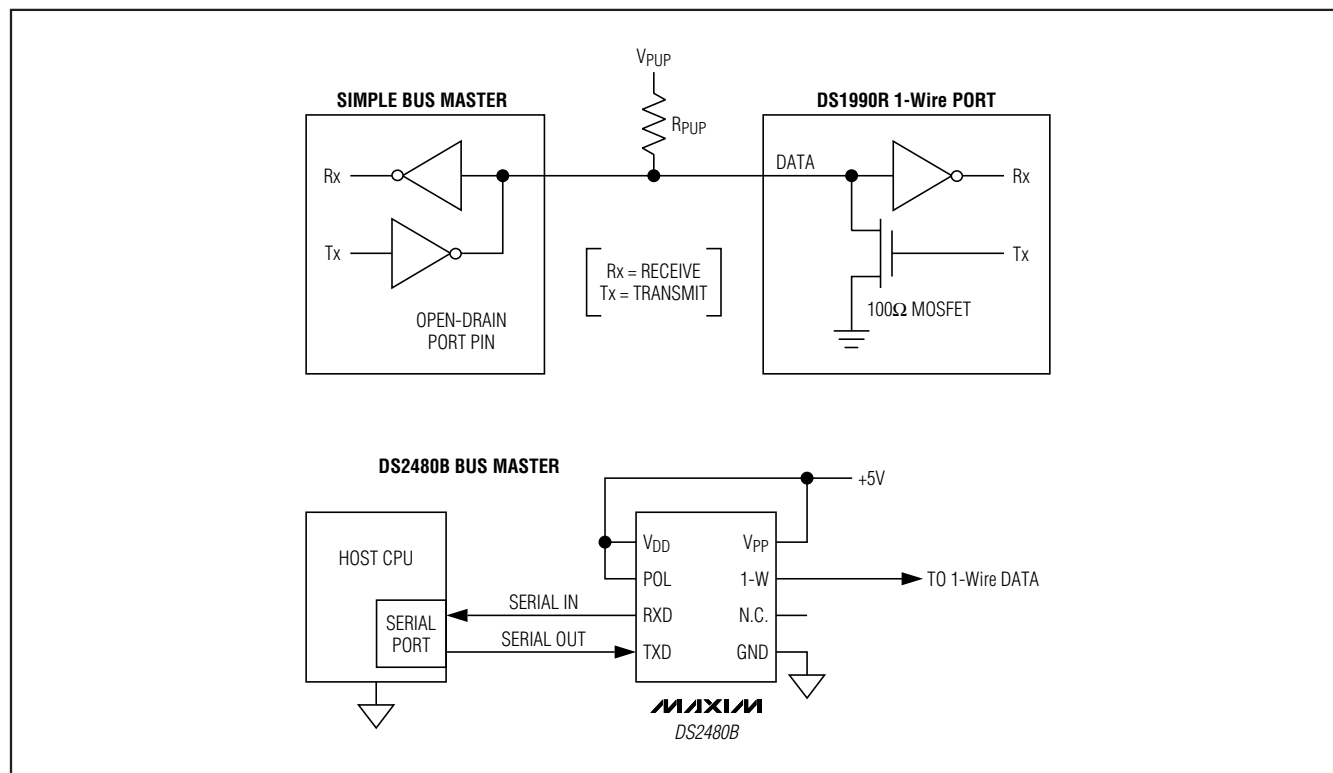 VPUP
SIMPLE BUS MASTER
DS1990R 1-Wire PORT
RPUP
DATA
Rx
Rx
Tx
Tx
Rx = RECEIVE
Tx = TRANSMIT
OPEN-DRAIN
PORT PIN
100Ω MOSFET
DS2480B BUS MASTER
+5V
HOST CPU
VDD
VPP
POL
1-W
TO 1-Wire DATA
SERIAL IN
RXD
N.C.
SERIAL
PORT
SERIAL OUT
TXD
GND
MAXIM
DS2480B